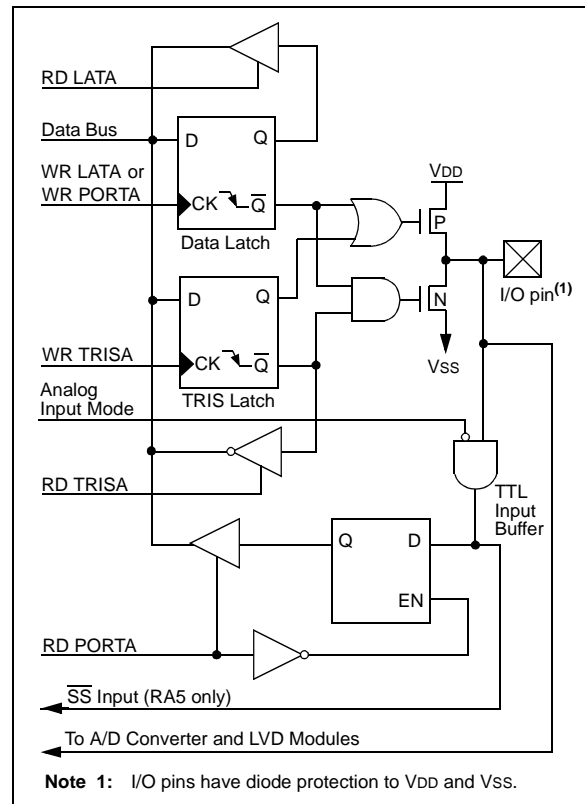 RD LATA
Data Bus
D Q
WR LATA or
WR PORTA
CK Q
Data Latch
VDD
P
I/O pin(1)
N
VSS
D Q
WR TRISA
CK Q
TRIS Latch
Analog
Input Mode
RD TRISA
TTL
Input
Buffer
Q D
EN
RD PORTA
SS Input (RA5 only)
To A/D Converter and LVD Modules
Note 1: I/O pins have diode protection to VDD and VSS.